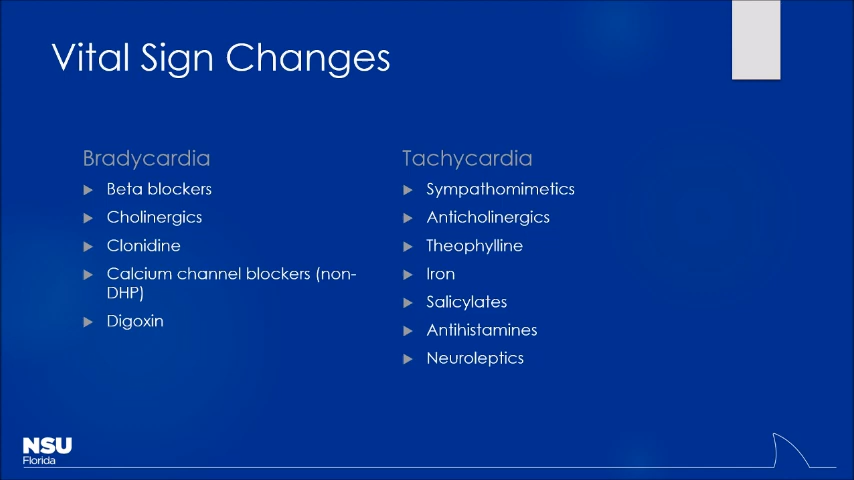 Vital Sign Changes
Bradycardia
Beta blockers
Cholinergics
Clonidine
Calcium channel blockers (non-
DHP)
Digoxin
Tachycardia
Sympathomimetics
Anticholinergics
Theophylline
Iron
Salicylates
Antihistamines
Neuroleptics
NSU
Florida